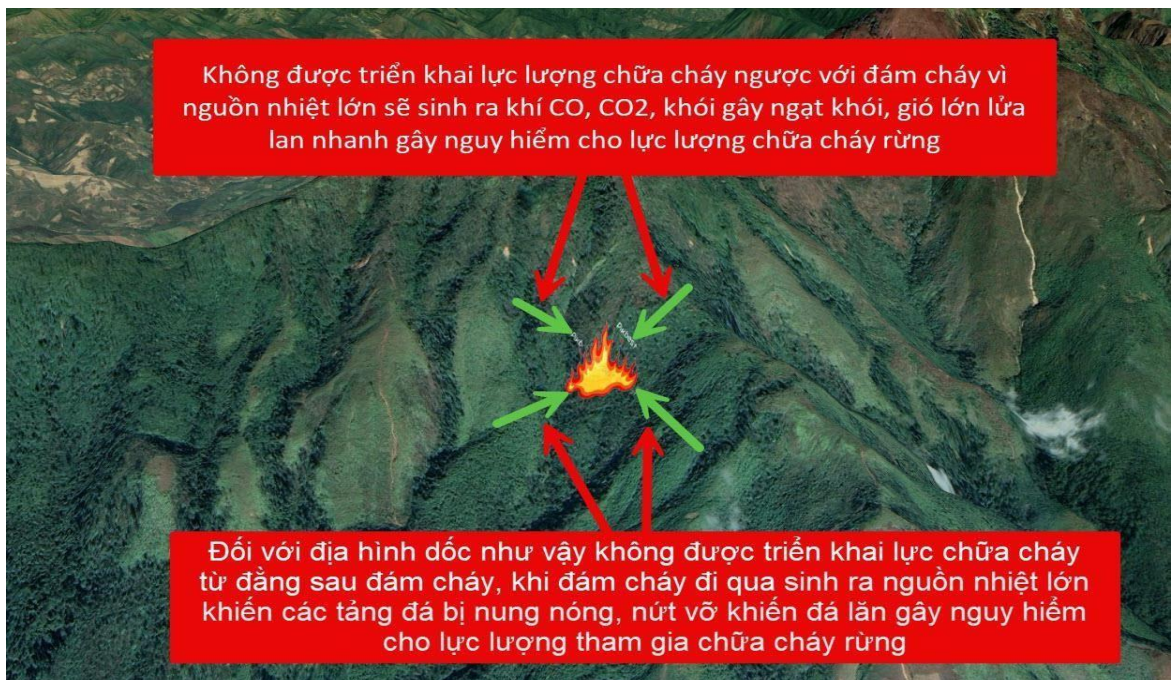 Không được triển khai lực lượng chữa cháy ngược với đám cháy vì
nguồn nhiệt lớn sẽ sinh ra khí CO, CO2, khói gây ngạt khói, gió lớn lửa
lan nhanh gây nguy hiểm cho lực lượng chữa cháy rừng
Đối với địa hình dốc như vậy không được triển khai lực chữa cháy
từ đằng sau đám cháy, khi đám cháy đi qua sinh ra nguồn nhiệt lớn
khiến các tảng đá bị nung nóng, nứt vỡ khiến đá lăn gây nguy hiểm
cho lực lượng tham gia chữa cháy rừng